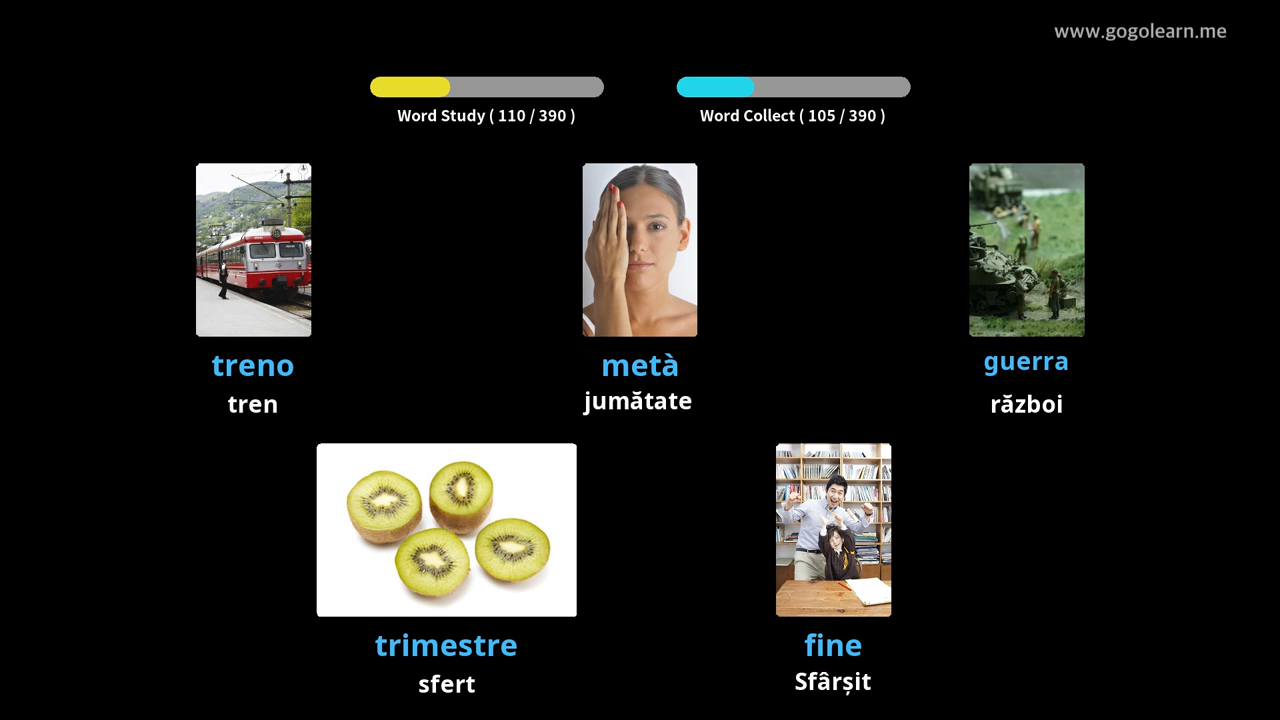 www.gogolearn.me
Word Study ( 110 / 390 )
Word Collect ( 105 / 390 )
treno
tren
metà
jumătate
guerra
război
trimestre
sfert
fine
Sfârșit